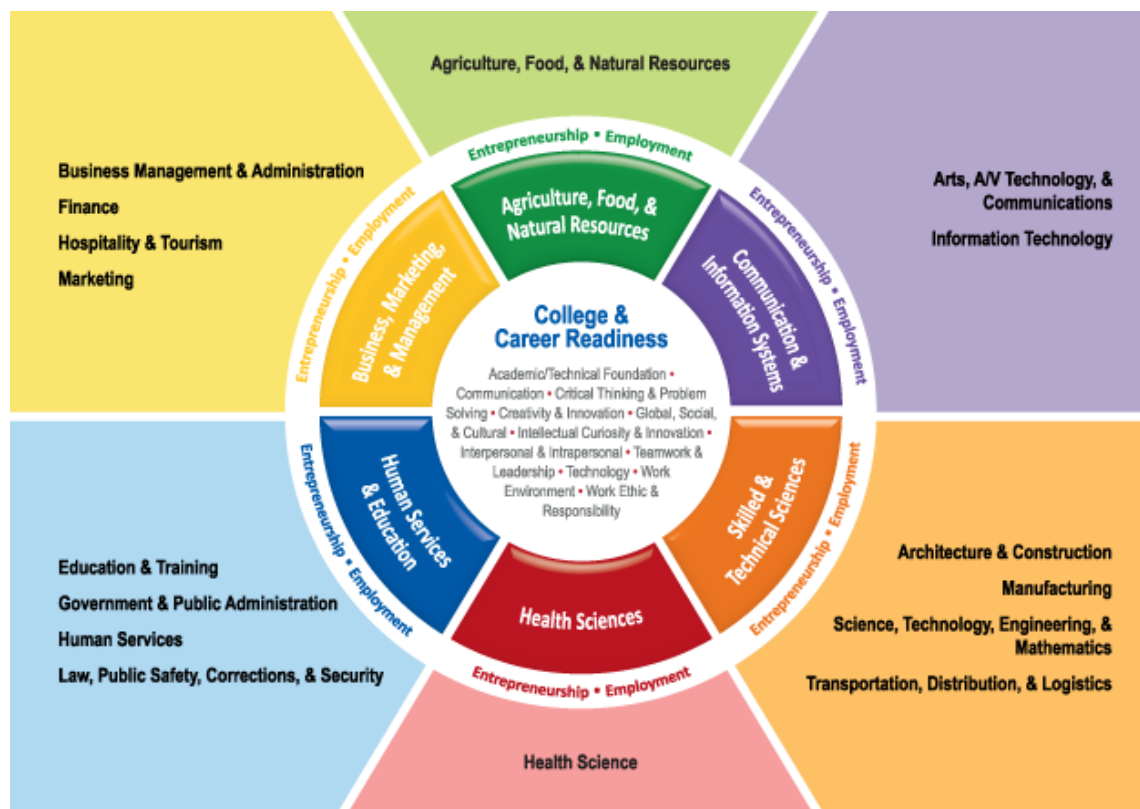 Agriculture, Food, & Natural Resources
Business Management & Administration
Finance
Hospitality & Tourism
Marketing
Arts, A/V Technology, &
Communications
Information Technology
Entrepreneurship • Employment
Agriculture, Food, &
Natural Resources
Entrepreneurship • Employment
Business, Marketing,
& Management
Entrepreneurship • Employment
Communication &
Information Systems
College &
Career Readiness
Academic/Technical Foundation •
Communication • Critical Thinking & Problem
Solving • Creativity & Innovation • Global, Social,
& Cultural • Intellectual Curiosity & Innovation •
Interpersonal & Intrapersonal • Teamwork &
Leadership • Technology • Work
Environment • Work Ethic &
Responsibility
Entrepreneurship • Employment
Human Services
& Education
Entrepreneurship • Employment
Skilled &
Technical Sciences
Health Sciences
Entrepreneurship • Employment
Education & Training
Government & Public Administration
Human Services
Law, Public Safety, Corrections, & Security
Architecture & Construction
Manufacturing
Science, Technology, Engineering, &
Mathematics
Transportation, Distribution, & Logistics
Health Science